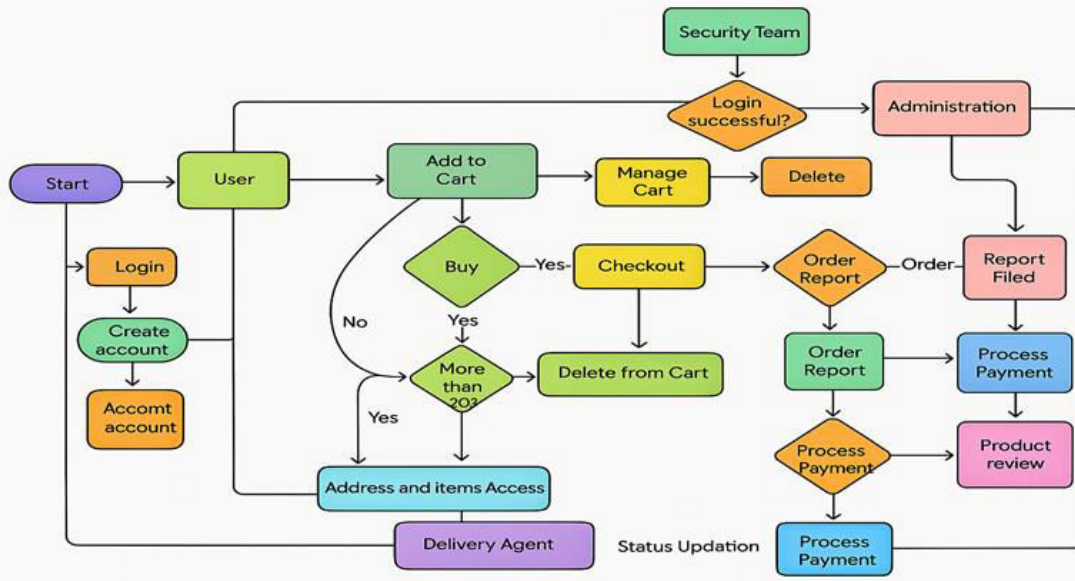 Security Team
Login
successful?
Administration
Start
User
Add to
Cart
Manage
Cart
Delete
Login
Buy
Yes
Checkout
Order
Report
Order
Report
Filed
Create
account
No
Yes
More
than
203
Delete from Cart
Order
Report
Process
Payment
Accomt
account
Yes
Process
Payment
Product
review
Address and items Access
Delivery Agent
Status Updation
Process
Payment